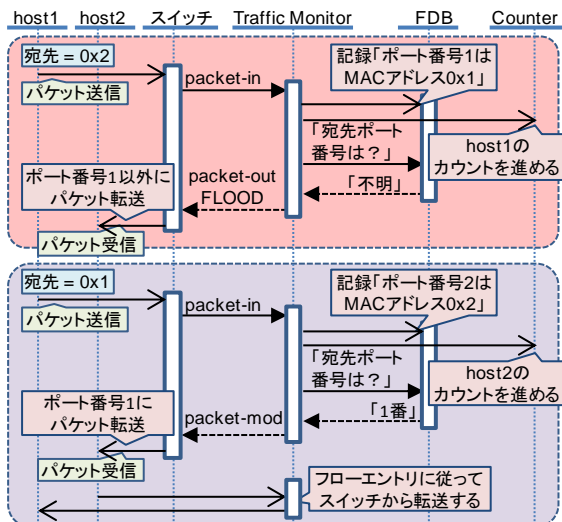 host1 host2 スイッチ Traffic Monitor FDB Counter
宛先 = 0x2
パケット送信
packet-in
記録「ポート番号1は
MACアドレス0x1」
「宛先ポート
番号は？」
host1の
カウントを進める
ポート番号1以外に
パケット転送
packet-out
FLOOD
「不明」
パケット受信
宛先 = 0x1
パケット送信
packet-in
記録「ポート番号2は
MACアドレス0x2」
「宛先ポート
番号は？」
host2の
カウントを進める
ポート番号1に
パケット転送
packet-mod
「1番」
パケット受信
フローエントリに従って
スイッチから転送する